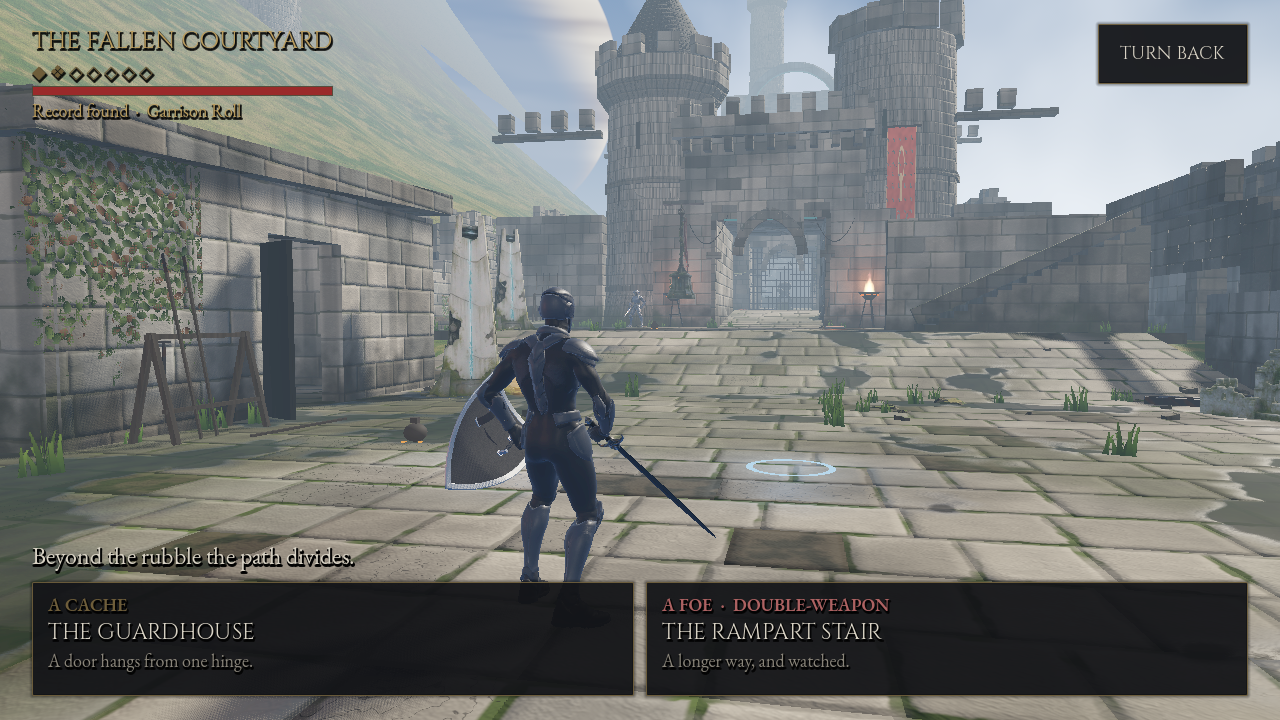 THE FALLEN COURTYARD
Record found · Garrison Roll
TURN BACK
Beyond the rubble the path divides.
A CACHE
THE GUARDHOUSE
A door hangs from one hinge.
A FOE · DOUBLE-WEAPON
THE RAMPART STAIR
A longer way, and watched.